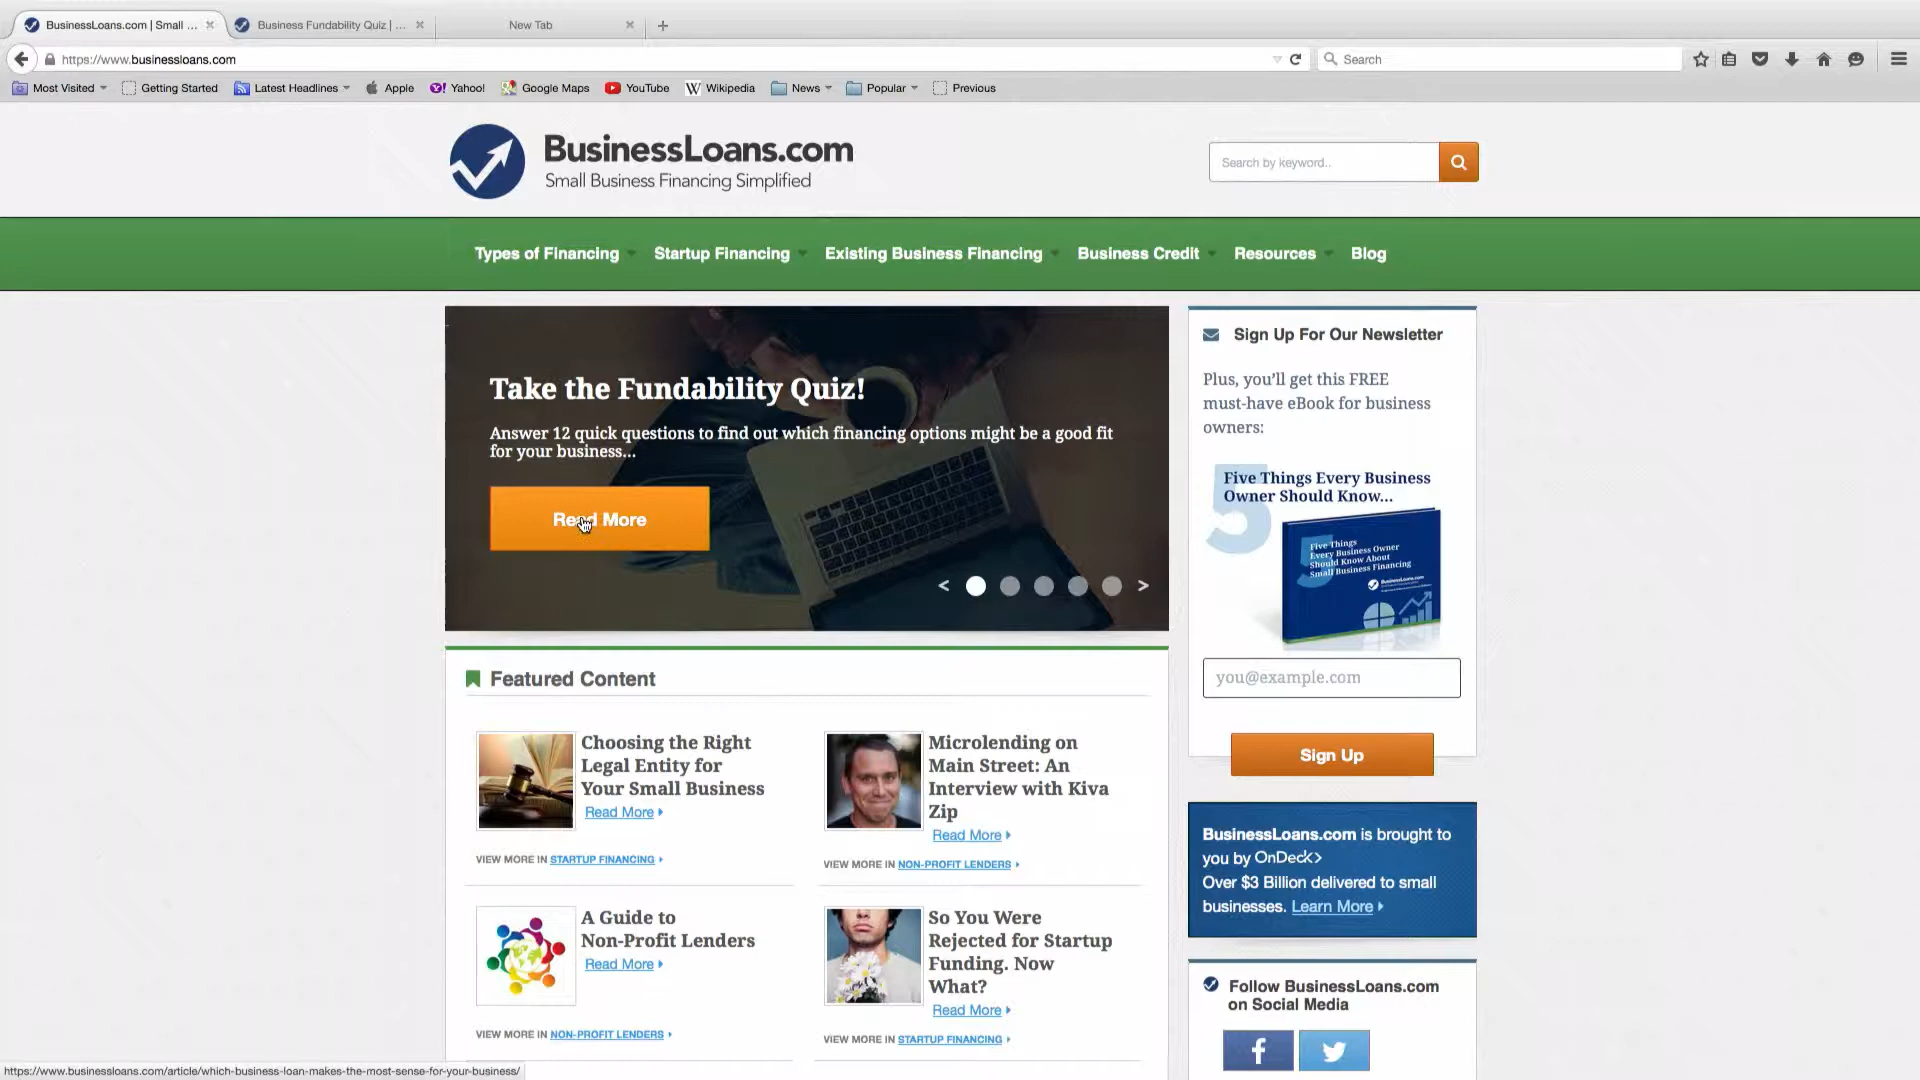 BusinessLoans.com | Small ...
Business Fundability Quiz | ...
New Tab
https://www.businessloans.com
Search
Most Visited
Getting Started
Latest Headlines
Apple
Yahoo!
Google Maps
YouTube
Wikipedia
News
Popular
Previous
BusinessLoans.com
Small Business Financing Simplified
Search by keyword..
Types of Financing
Startup Financing
Existing Business Financing
Business Credit
Resources
Blog
Take the Fundability Quiz!
Answer 12 quick questions to find out which financing options might be a good fit
for your business...
Read More
< >
Sign Up For Our Newsletter
Plus, you'll get this FREE
must-have eBook for business
owners:
5
Five Things Every Business
Owner Should Know...
5
Five Things
Every Business Owner
Should Know About
Small Business Financing
BusinessLoans.com
you@example.com
Sign Up
Featured Content
Choosing the Right
Legal Entity for
Your Small Business
Read More
VIEW MORE IN STARTUP FINANCING
Microlending on
Main Street: An
Interview with Kiva
Zip
Read More
VIEW MORE IN NON-PROFIT LENDERS
A Guide to
Non-Profit Lenders
Read More
VIEW MORE IN NON-PROFIT LENDERS
So You Were
Rejected for Startup
Funding. Now
What?
Read More
VIEW MORE IN STARTUP FINANCING
BusinessLoans.com is brought to
you by OnDeck>
Over $3 Billion delivered to small
businesses. Learn More
Follow BusinessLoans.com
on Social Media
https://www.businessloans.com/article/which-business-loan-makes-the-most-sense-for-your-business/